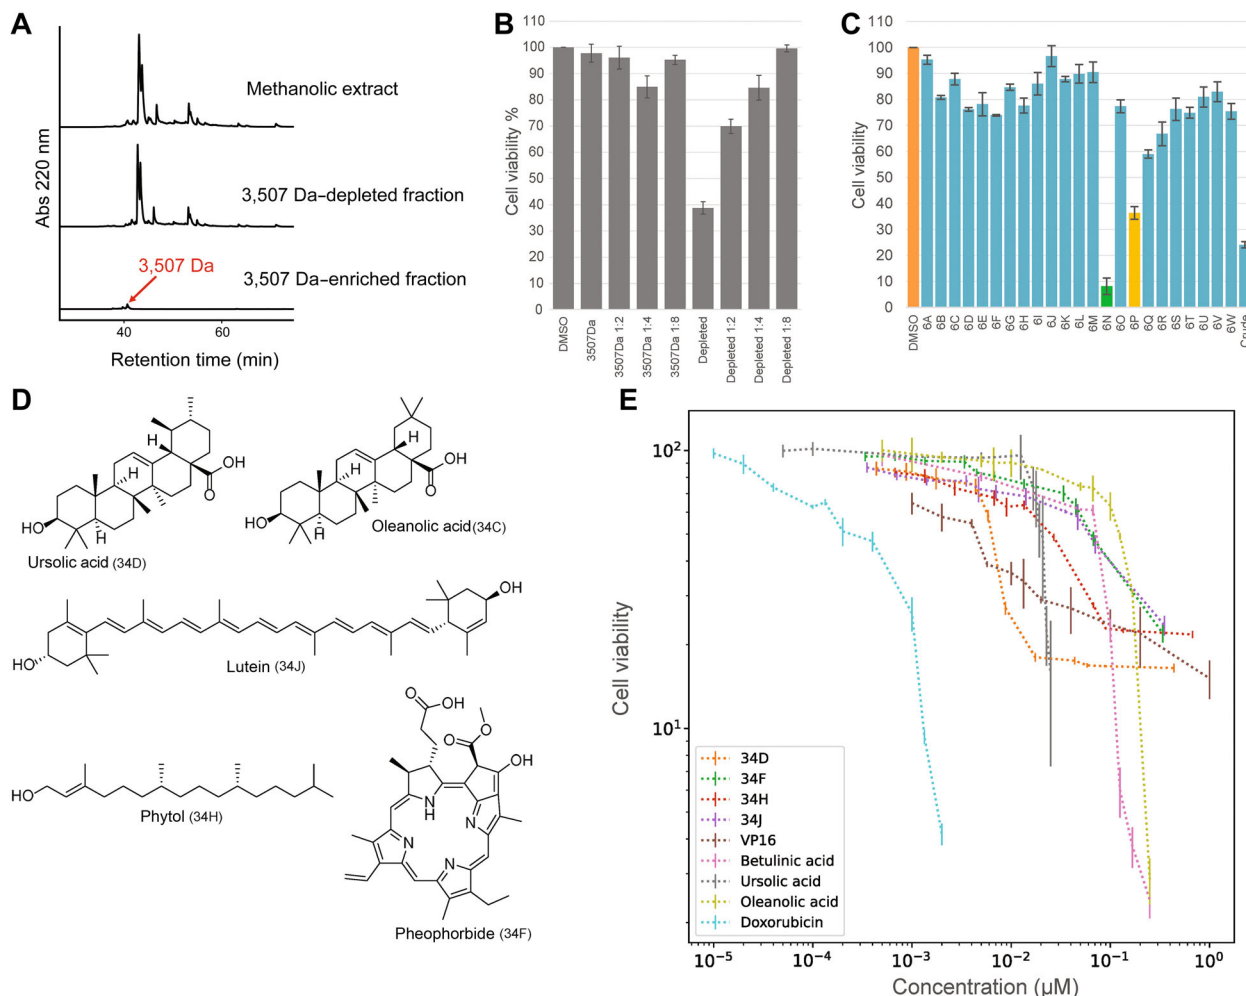 A
Methanolic extract
3,507 Da–depleted fraction
3,507 Da
3,507 Da–enriched fraction
Abs 220 nm
40
60
Retention time (min)
B
Cell viability %
110
100
90
80
70
60
50
40
30
20
10
0
DMSO
3507Da
3507Da 1:2
3507Da 1:4
3507Da 1:8
Depleted
Depleted 1:2
Depleted 1:4
Depleted 1:8
C
Cell viability
110
100
90
80
70
60
50
40
30
20
10
0
DMSO
6A
6B
6C
6D
6E
6F
6G
6H
6I
6J
6K
6L
6M
6N
6O
6P
6Q
6R
6S
6T
6U
6V
6W
Crude
D
H
H
H
O
OH
HO
Ursolic acid (34D)
H
H
H
O
OH
HO
Oleanolic acid (34C)
OH
HO
Lutein (34J)
HO
Phytol (34H)
OH
O
O
O
OH
NH
N
N
N
Pheophorbide (34F)
E
Cell viability
10²
10¹
34D
34F
34H
34J
VP16
Betulinic acid
Ursolic acid
Oleanolic acid
Doxorubicin
10⁻⁵
10⁻⁴
10⁻³
10⁻²
10⁻¹
10⁰
Concentration (µM)